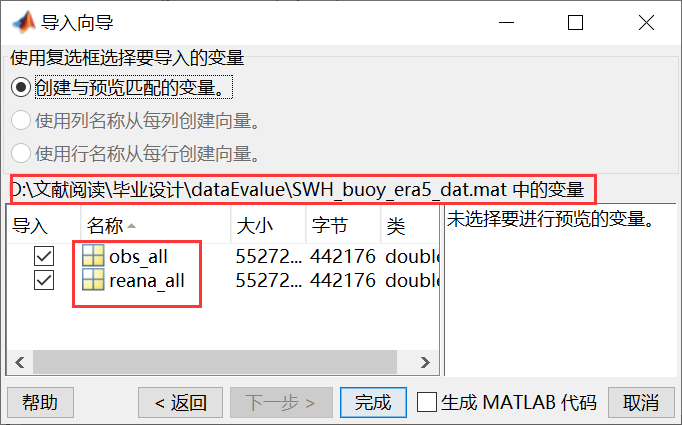 导入向导
使用复选框选择要导入的变量
创建与预览匹配的变量。
使用列名称从每列创建向量。
使用行名称从每行创建向量。
D:\文献阅读\毕业设计\dataEvalue\SWH_buoy_era5_dat.mat 中的变量
导入 名称 大小 字节 类
obs_all 55272... 442176 double
reana_all 55272... 442176 double
未选择要进行预览的变量。
帮助 < 返回 下一步 > 完成 生成 MATLAB 代码 取消